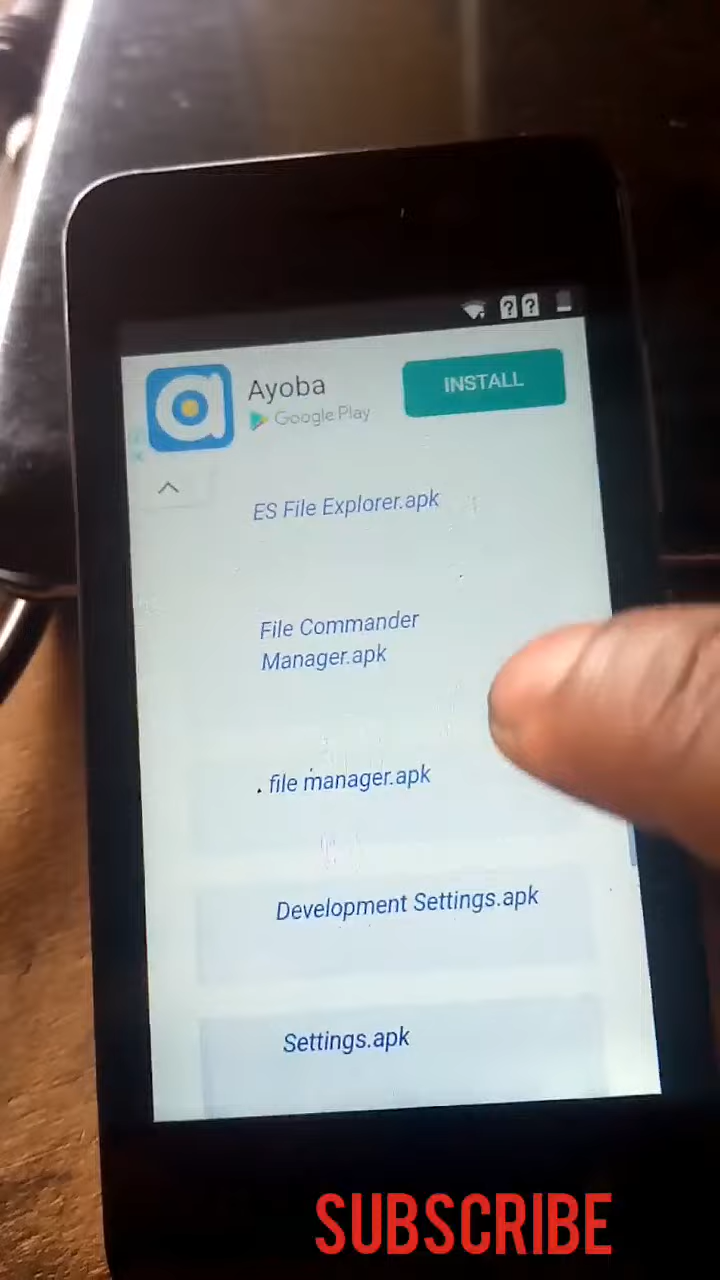 ? ?
Ayoba
INSTALL
Google Play
ES File Explorer.apk
File Commander
Manager.apk
. file manager.apk
Development Settings.apk
Settings.apk
SUBSCRIBE